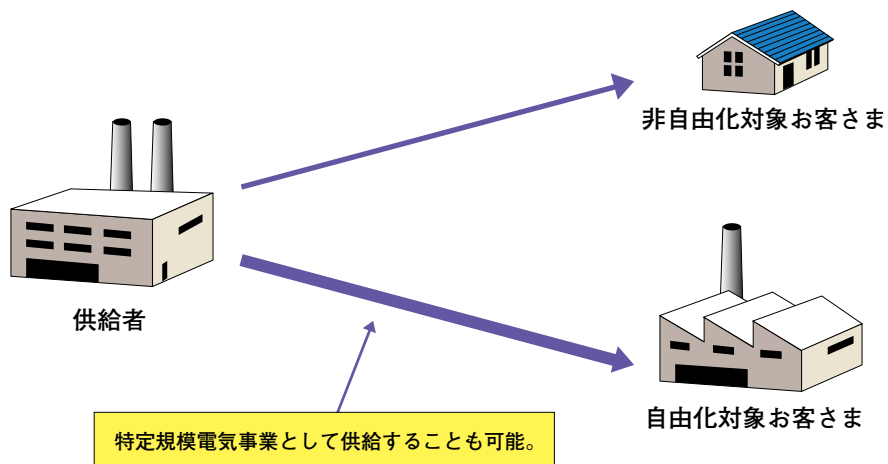 非自由化対象お客さま
供給者
自由化対象お客さま
特定規模電気事業として供給することも可能。